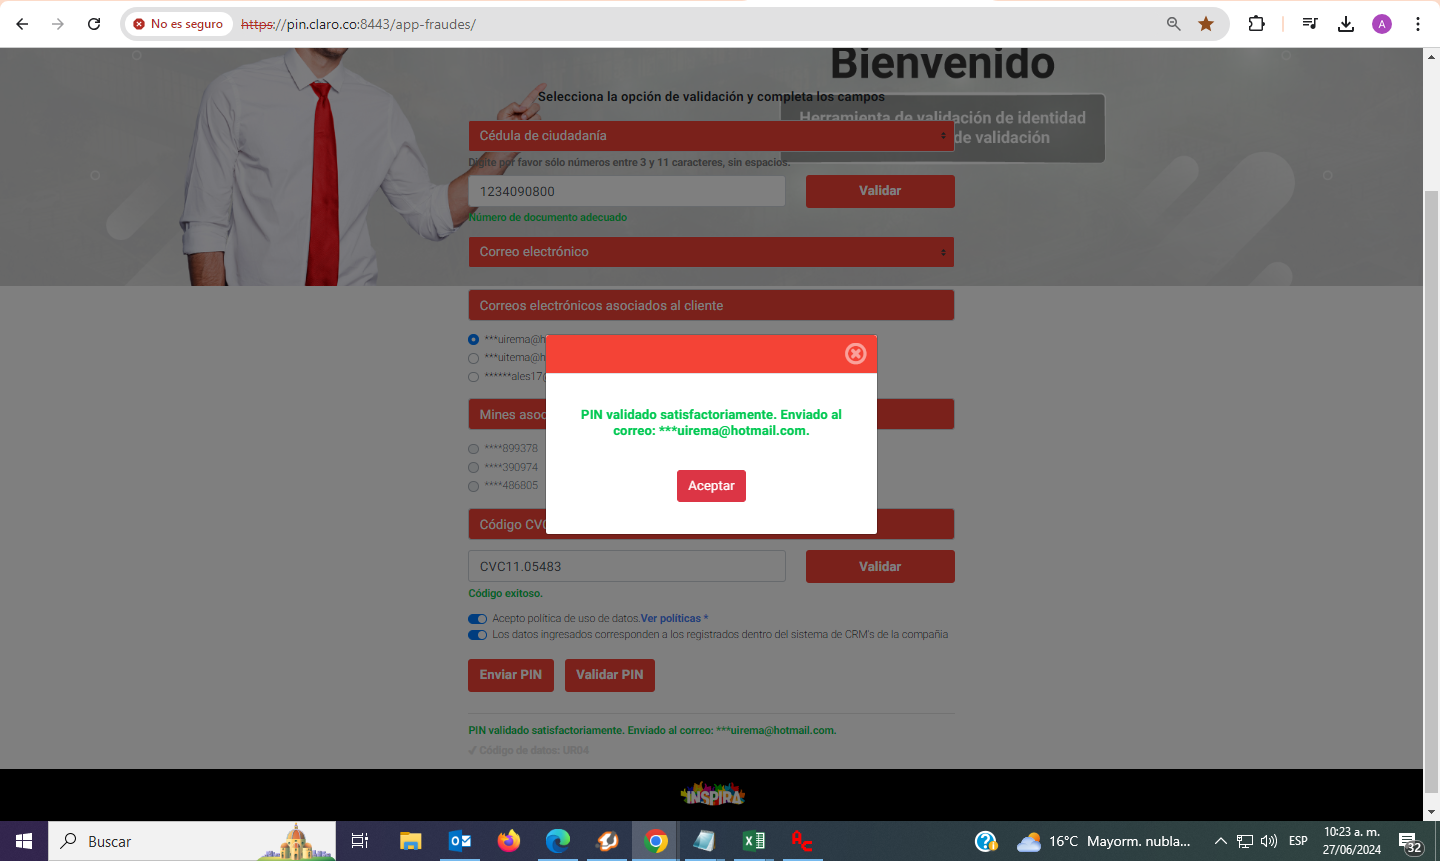 No es seguro
https://pin.claro.co:8443/app-fraudes/
A
Bienvenido
Selecciona la opción de validación y completa los campos
Herramienta de validación de identidad
de validación
Cédula de ciudadanía
Digite por favor sólo números entre 3 y 11 caracteres, sin espacios.
1234090800
Validar
Número de documento adecuado
Correo electrónico
Correos electrónicos asociados al cliente
***uirema@h
***uitema@h
******ales17@
Mines asoc
****899378
****390974
****486805
PIN validado satisfactoriamente. Enviado al
correo: ***uirema@hotmail.com.
Aceptar
Código CVC
CVC11.05483
Validar
Código exitoso.
Acepto política de uso de datos.Ver políticas *
Los datos ingresados corresponden a los registrados dentro del sistema de CRM's de la compañia
Enviar PIN
Validar PIN
PIN validado satisfactoriamente. Enviado al correo: ***uirema@hotmail.com.
✓ Código de datos: UR04
INSPIRA
Buscar
16°C Mayorm. nubla...
ESP
10:23 a. m.
27/06/2024
32